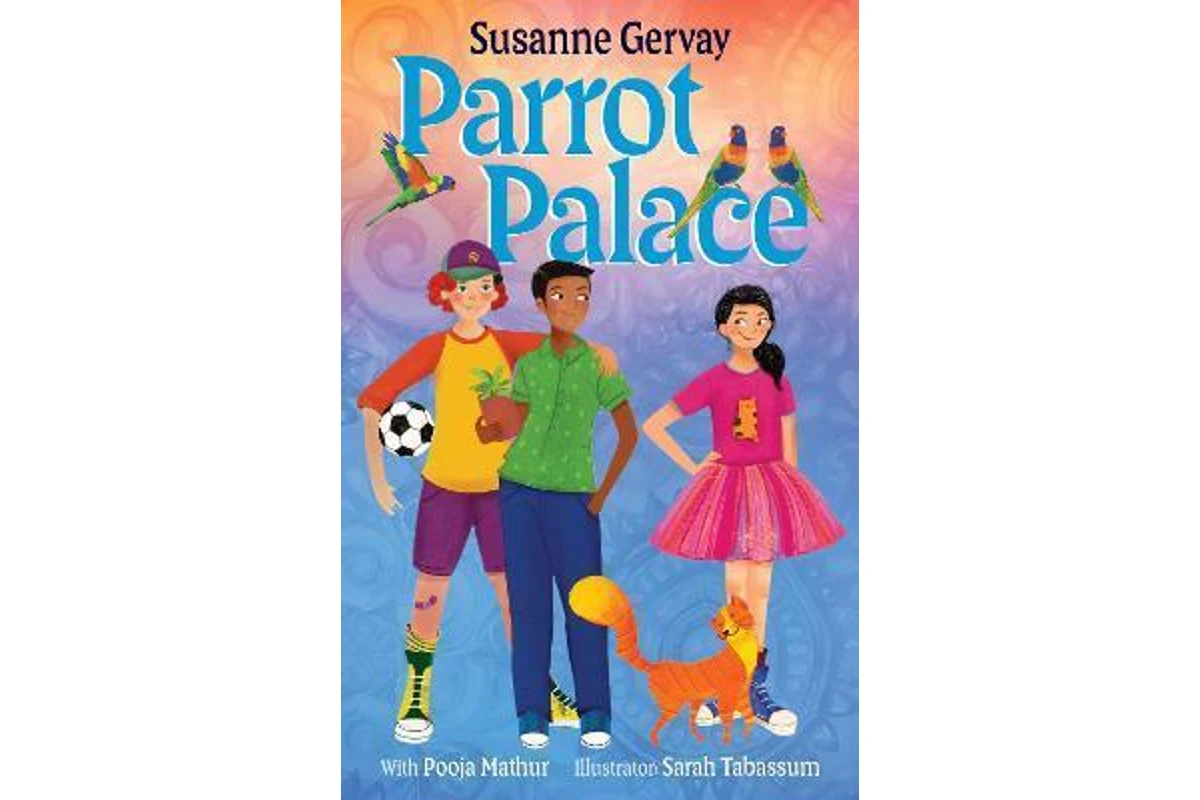 Susanne Gervay
Parrot
Palace
With Pooja Mathur Illustrator Sarah Tabassum